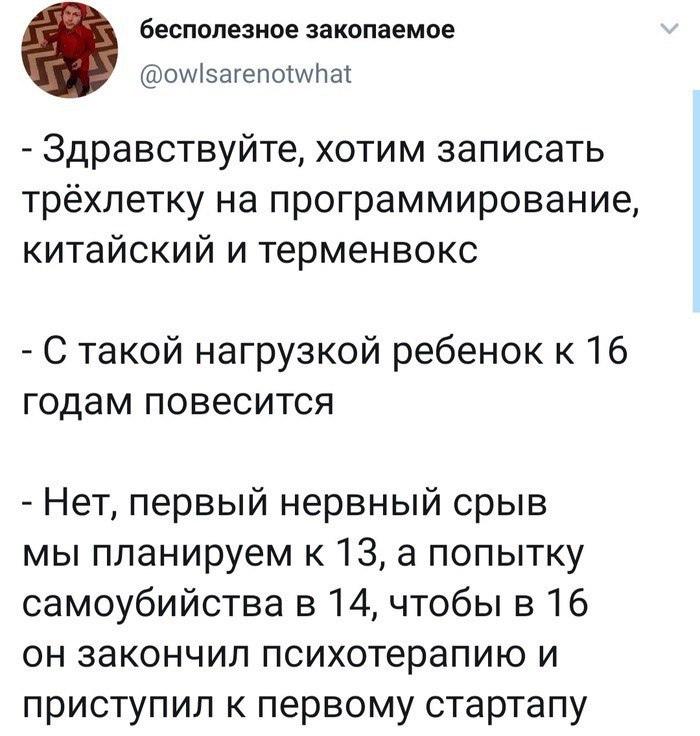 бесполезное закопаемое
@owlsarenotwhat
- Здравствуйте, хотим записать
трёхлетку на программирование,
китайский и терменвокс
- С такой нагрузкой ребенок к 16
годам повесится
- Нет, первый нервный срыв
мы планируем к 13, а попытку
самоубийства в 14, чтобы в 16
он закончил психотерапию и
приступил к первому стартапу